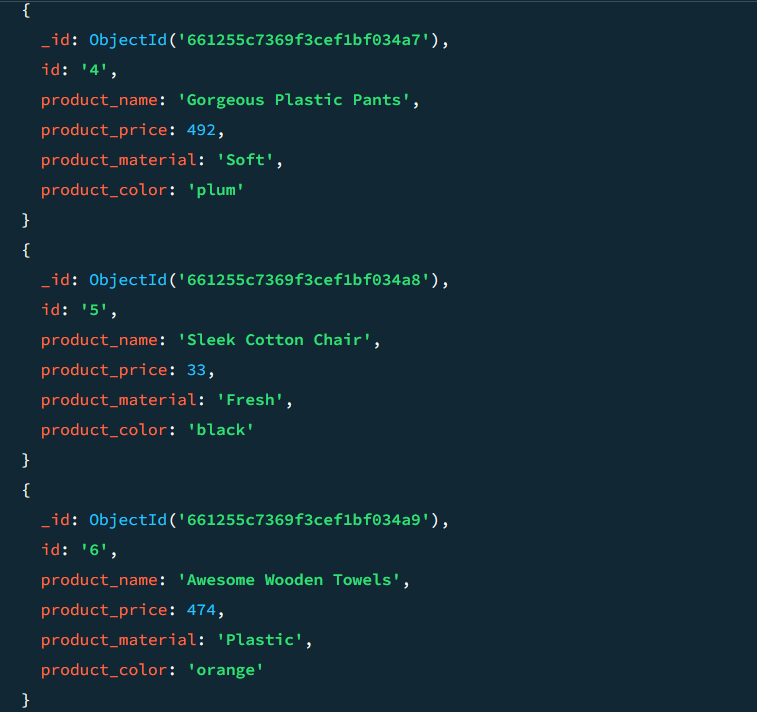 {
_id: ObjectId('661255c7369f3cef1bf034a7'),
id: '4',
product_name: 'Gorgeous Plastic Pants',
product_price: 492,
product_material: 'Soft',
product_color: 'plum'
}
{
_id: ObjectId('661255c7369f3cef1bf034a8'),
id: '5',
product_name: 'Sleek Cotton Chair',
product_price: 33,
product_material: 'Fresh',
product_color: 'black'
}
{
_id: ObjectId('661255c7369f3cef1bf034a9'),
id: '6',
product_name: 'Awesome Wooden Towels',
product_price: 474,
product_material: 'Plastic',
product_color: 'orange'
}